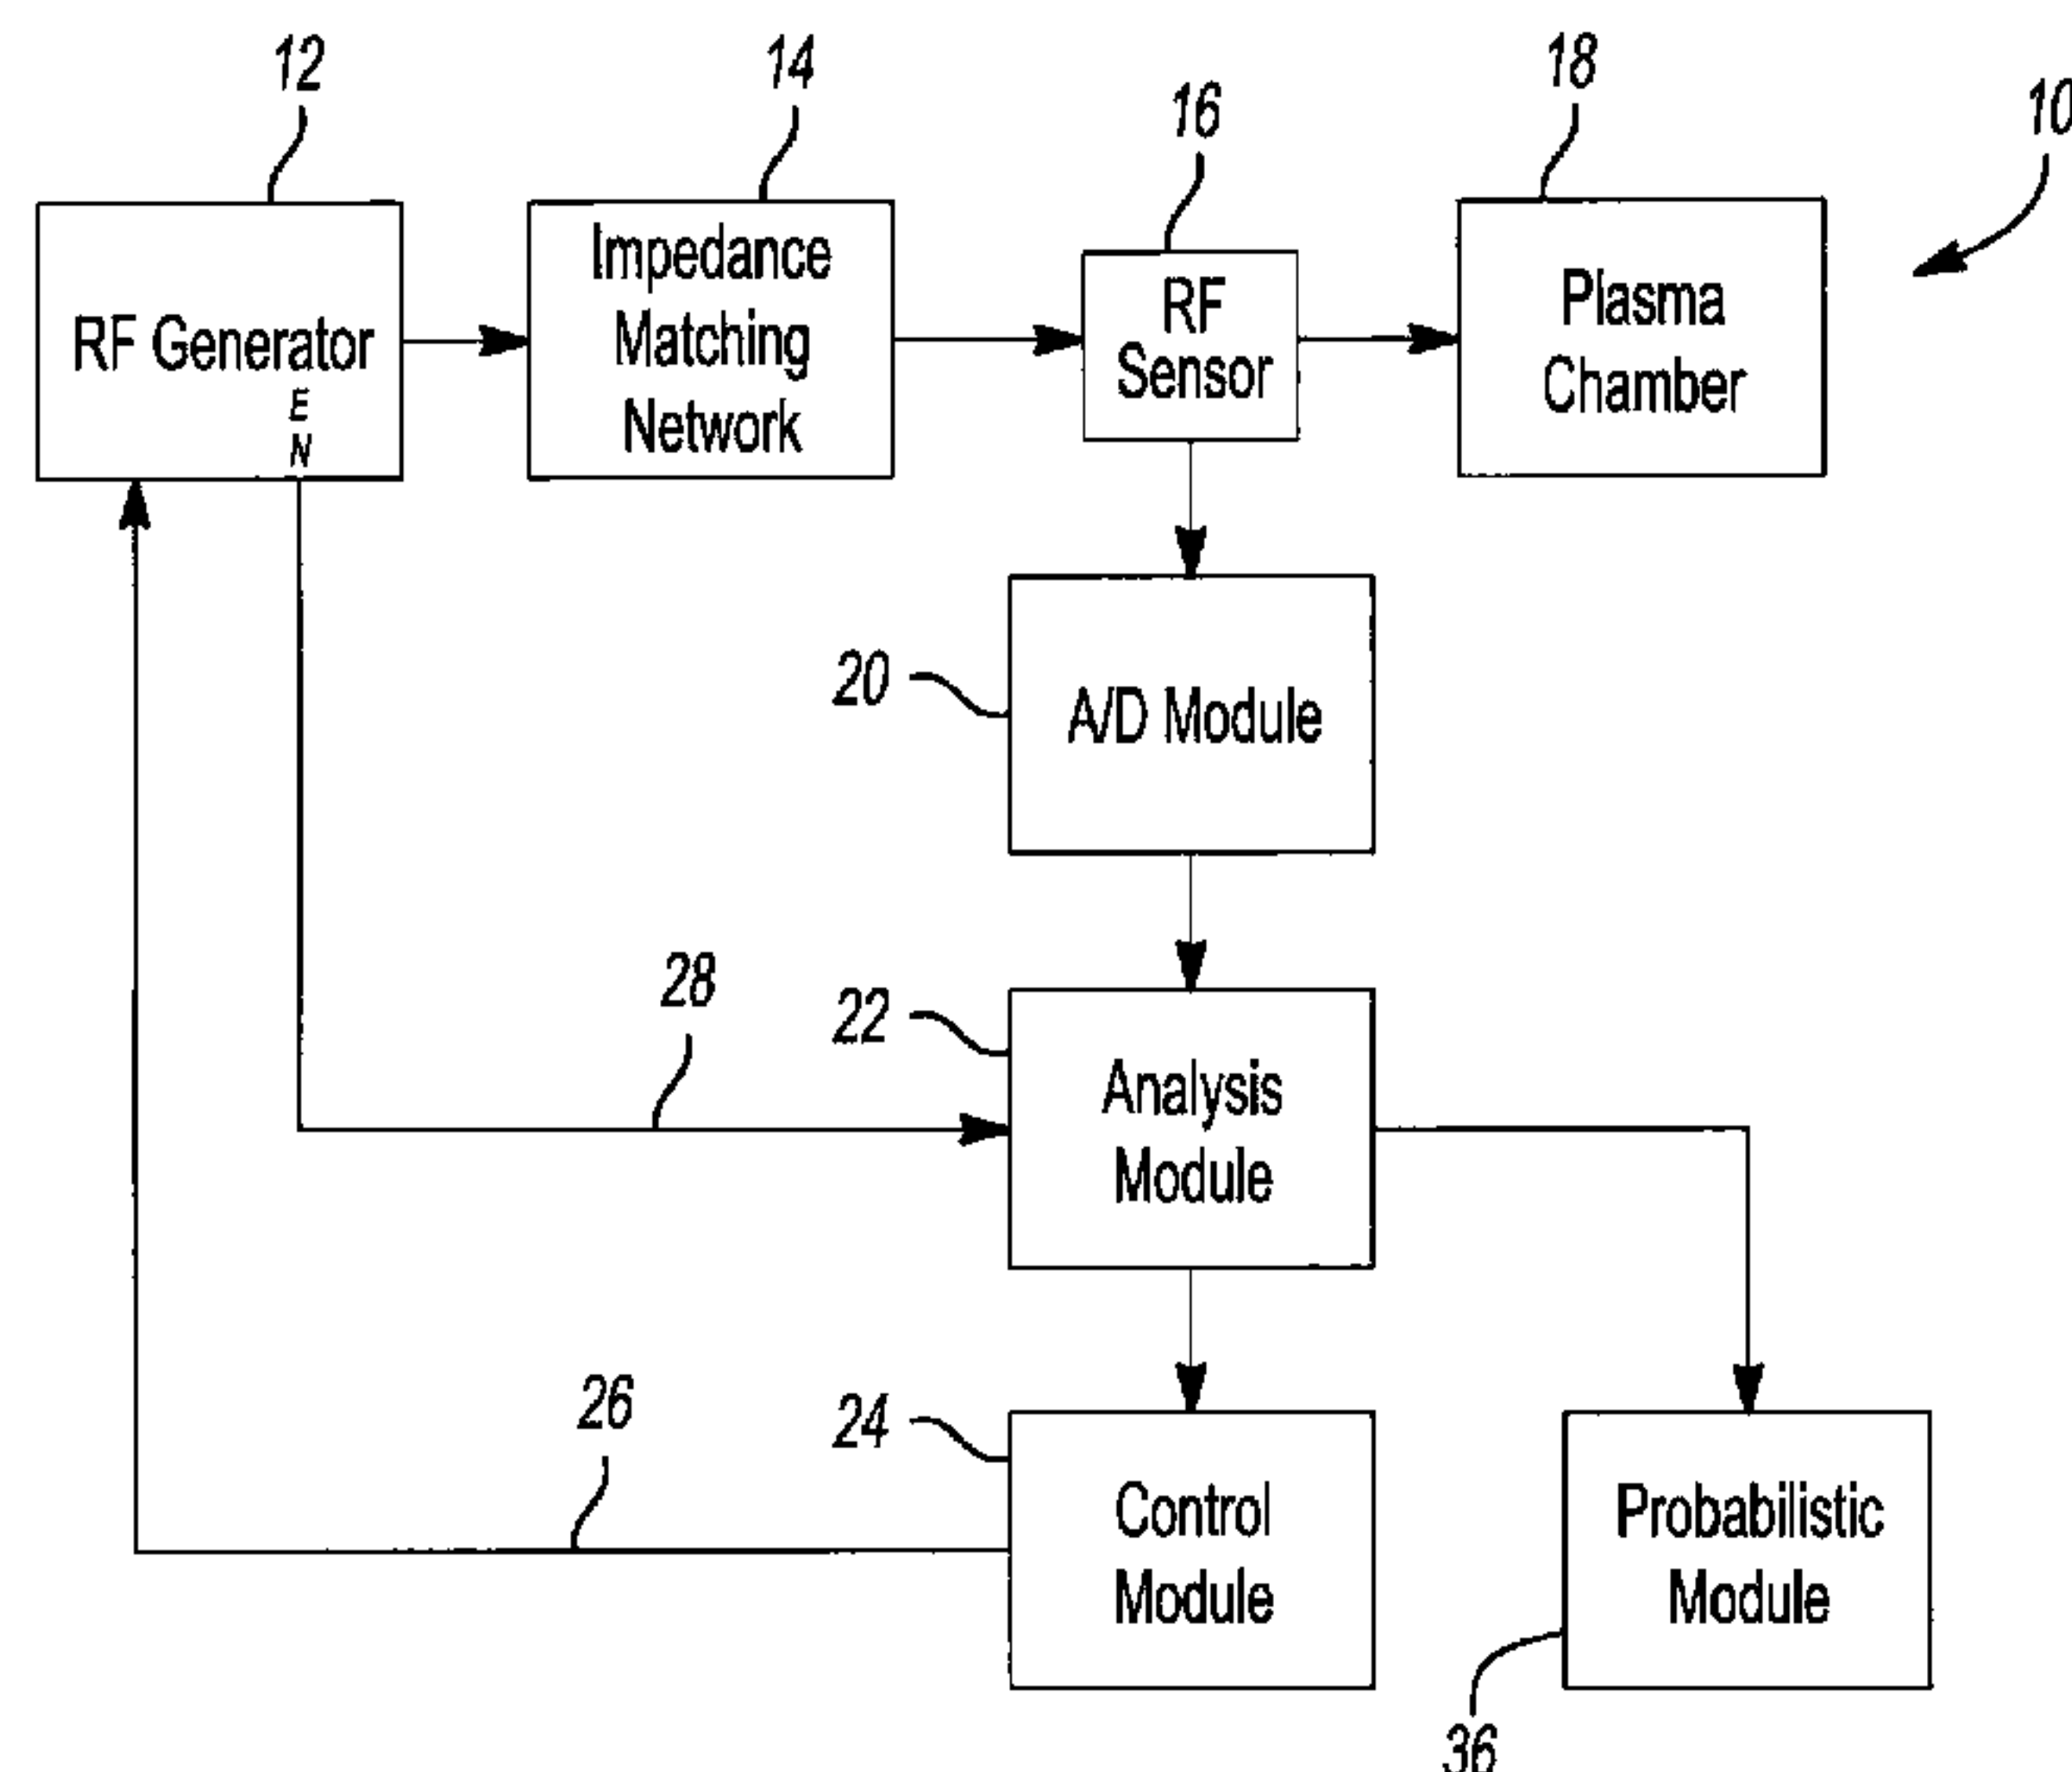 12
14
16
18
10
RF Generator
E
N
Impedance
Matching
Network
RF
Sensor
Plasma
Chamber
20
A/D Module
28
22
Analysis
Module
26
24
Control
Module
Probabilistic
Module
36